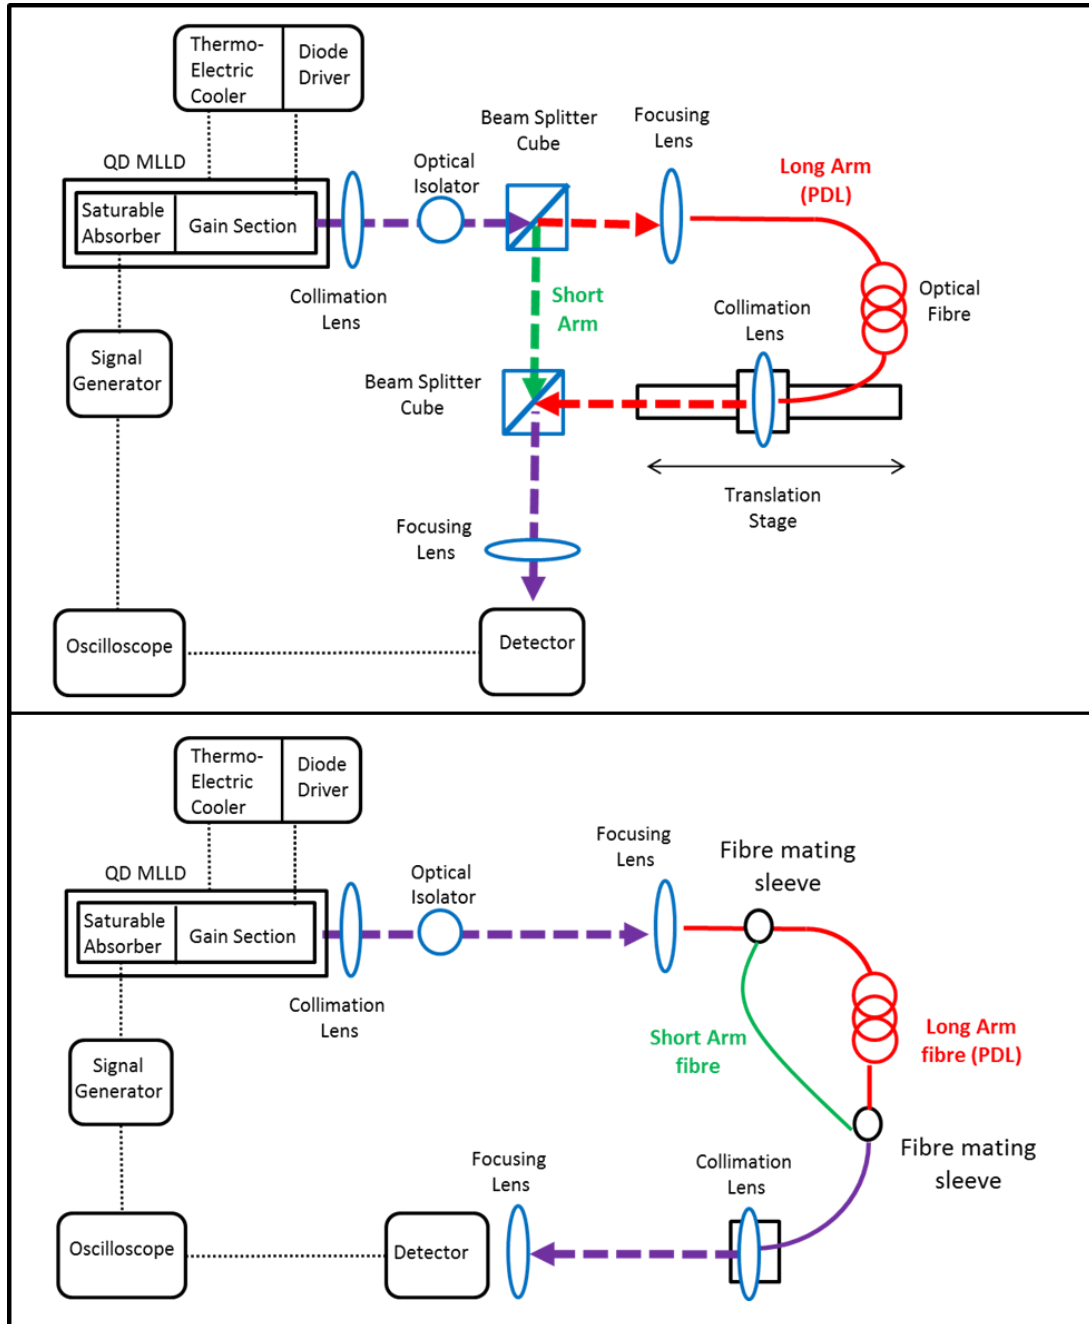 Thermo-
Electric
Cooler
Diode
Driver
QD MLLD
Saturable
Absorber
Gain Section
Collimation
Lens
Optical
Isolator
Beam Splitter
Cube
Focusing
Lens
Long Arm
(PDL)
Optical
Fibre
Short
Arm
Collimation
Lens
Signal
Generator
Beam Splitter
Cube
Translation
Stage
Focusing
Lens
Oscilloscope
Detector
Thermo-
Electric
Cooler
Diode
Driver
QD MLLD
Saturable
Absorber
Gain Section
Collimation
Lens
Optical
Isolator
Focusing
Lens
Fibre mating
sleeve
Short Arm
fibre
Long Arm
fibre (PDL)
Signal
Generator
Fibre mating
sleeve
Focusing
Lens
Collimation
Lens
Oscilloscope
Detector